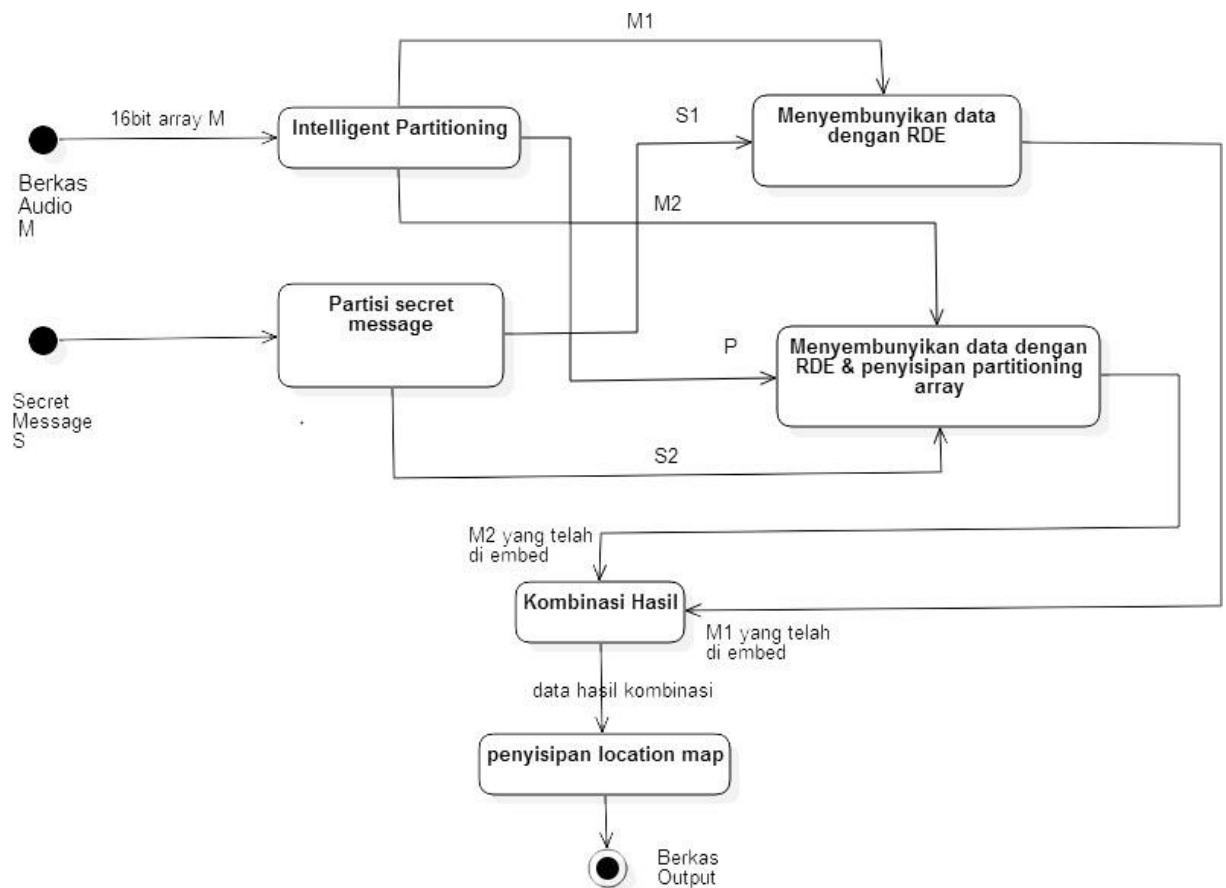 M1
16bit array M
Intelligent Partitioning
S1
Menyembunyikan data
dengan RDE
Berkas
Audio
M
M2
Partisi secret
message
P
Menyembunyikan data dengan
RDE & penyisipan partitioning
array
Secret
Message
S
S2
M2 yang telah
di embed
Kombinasi Hasil
M1 yang telah
di embed
data hasil kombinasi
penyisipan location map
Berkas
Output